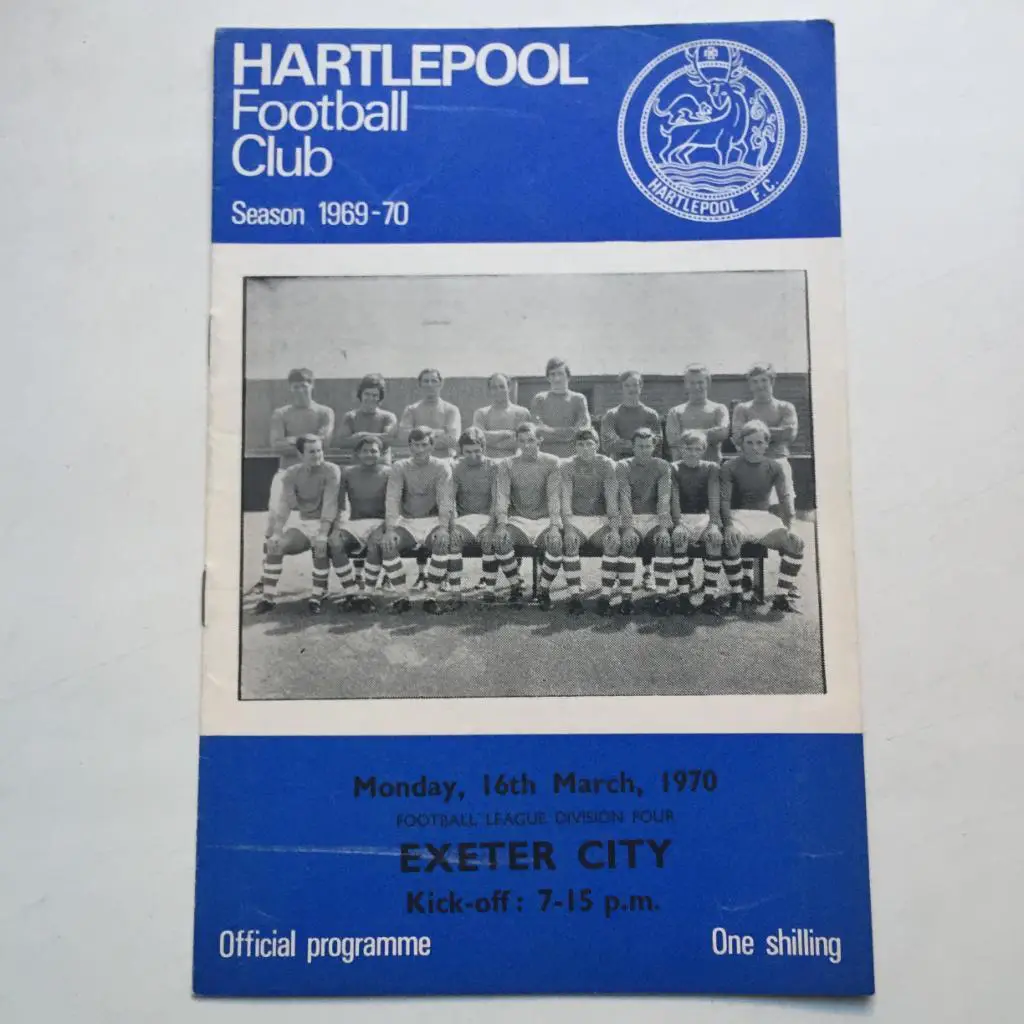 HARTLEPOOL
Football
Club
Season 1969-70
HARTLEPOOL F.C.
Monday, 16th March, 1970
FOOTBALL LEAGUE DIVISION FOUR
EXETER CITY
Kick-off: 7-15 p.m.
Official programme
One shilling